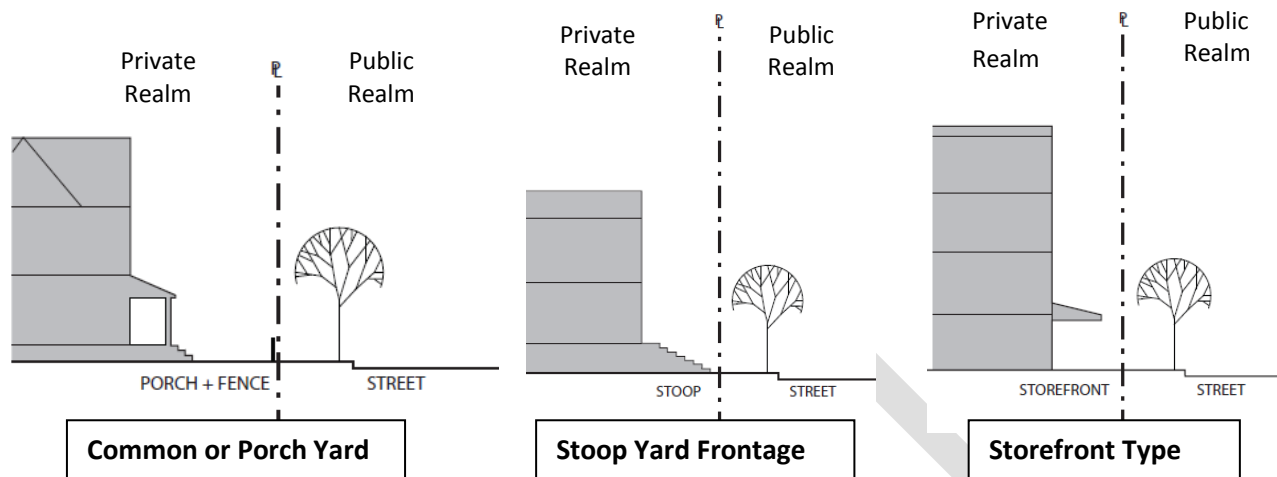 Private
Realm
PL
Public
Realm
PORCH + FENCE
STREET
Common or Porch Yard
Private
Realm
PL
Public
Realm
STOOP
STREET
Stoop Yard Frontage
Private
Realm
PL
Public
Realm
STOREFRONT
STREET
Storefront Type